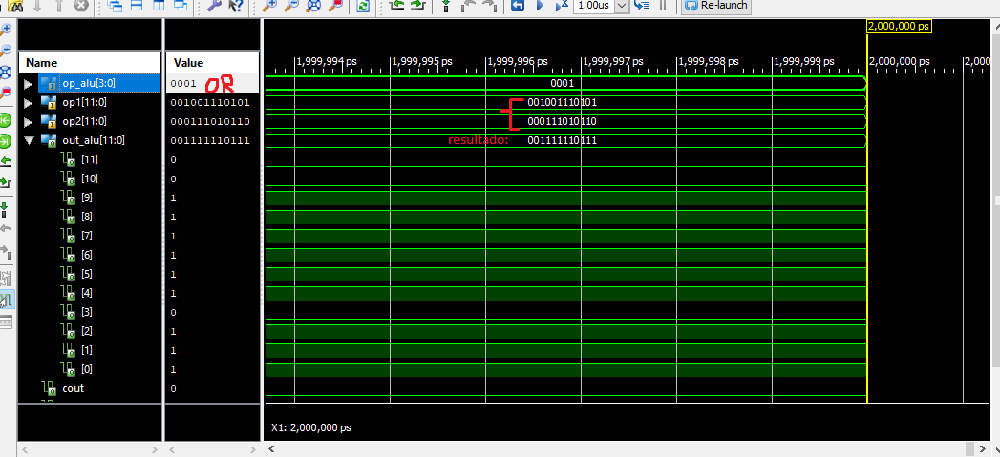 1.00us Re-launch
2,000,000 ps
Name Value
1,999,994 ps 1,999,995 ps 1,999,996 ps 1,999,997 ps 1,999,998 ps 1,999,999 ps 2,000,000 ps 2,000
op_alu[3:0] 0001 OR 0001
op1[11:0] 001001110101 001001110101
op2[11:0] 000111010110 000111010110
out_alu[11:0] 001111110111 resultado: 001111110111
[11] 0
[10] 0
[9] 1
[8] 1
[7] 1
[6] 1
[5] 1
[4] 1
[3] 0
[2] 1
[1] 1
[0] 1
cout 0
X1: 2,000,000 ps